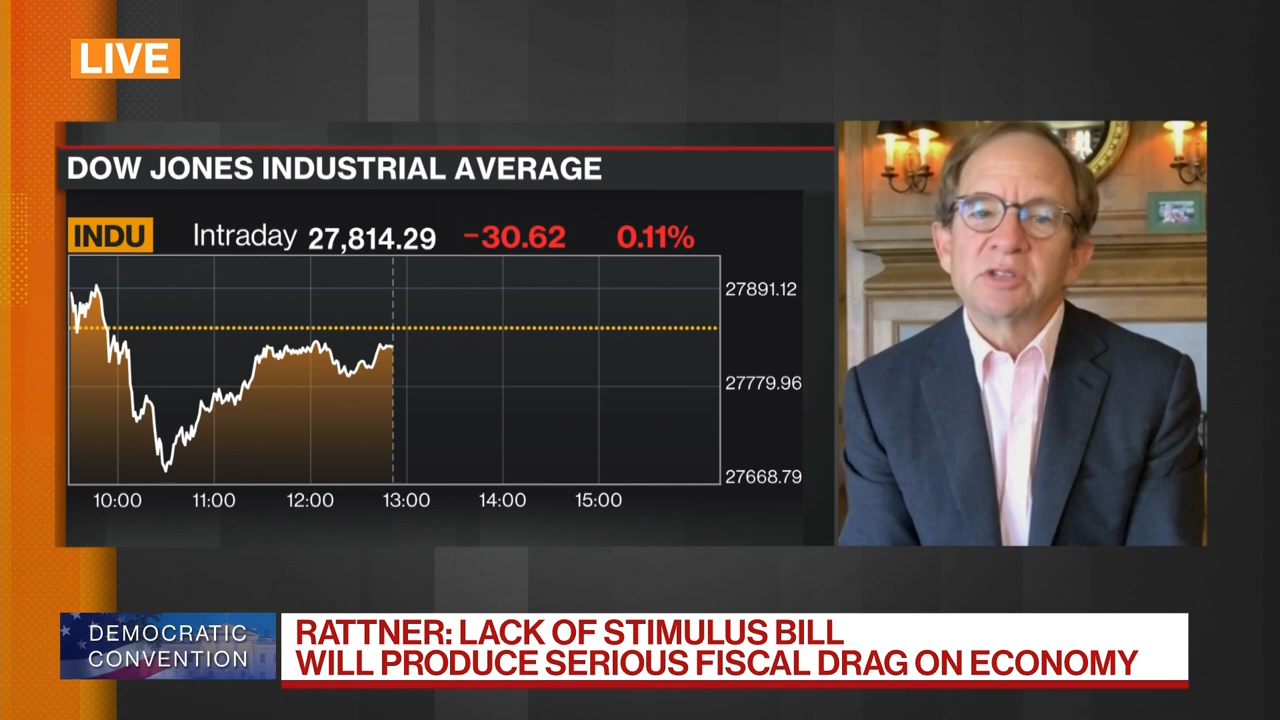 LIVE
DOW JONES INDUSTRIAL AVERAGE
INDU Intraday 27,814.29 -30.62 0.11%
27891.12
27779.96
27668.79
10:00 11:00 12:00 13:00 14:00 15:00
DEMOCRATIC
CONVENTION
RATTNER: LACK OF STIMULUS BILL
WILL PRODUCE SERIOUS FISCAL DRAG ON ECONOMY